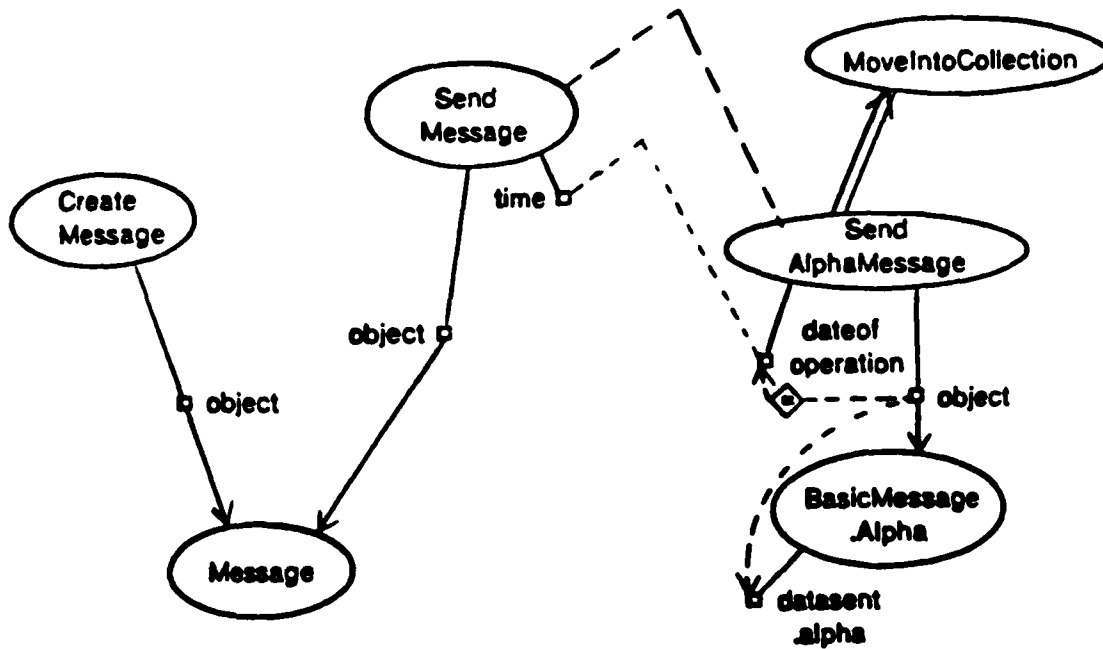 MoveIntoCollection
Send
Message
Create
Message
time
Send
AlphaMessage
object
dateof
operation
object
=
object
BasicMessage
.Alpha
Message
datasent
.alpha